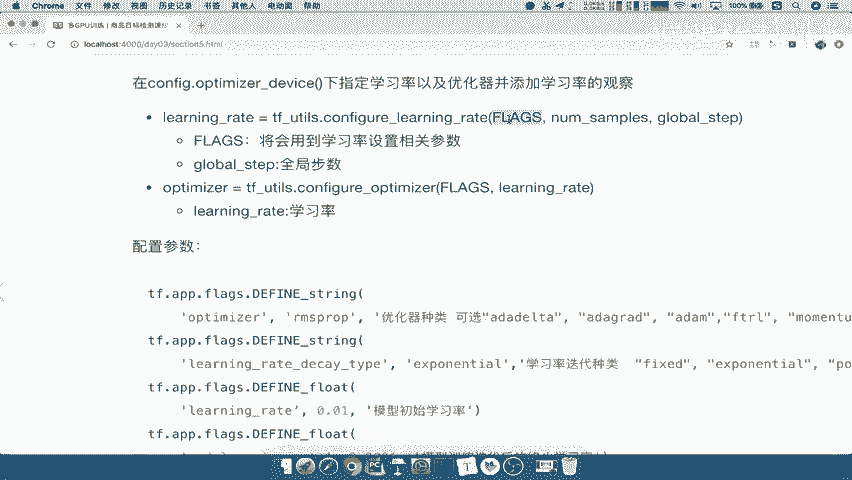 Chrome 文件 修改 视图 历史记录 书签 其他人 电动窗 帮助
100%
多GPU训练 | 商品目标检测
localhost:4000/day03/section5.html
在config.optimizer_device()下指定学习率以及优化器并添加学习率的观察
• learning_rate = tf_utils.configure_learning_rate(FLAGS, num_samples, global_step)
○ FLAGS：将会用到学习率设置相关参数
○ global_step:全局步数
• optimizer = tf_utils.configure_optimizer(FLAGS, learning_rate)
○ learning_rate:学习率
配置参数：
tf.app.flags.DEFINE_string(
'optimizer', 'rmsprop', '优化器种类 可选"adadelta", "adagrad", "adam","ftrl", "momentu
tf.app.flags.DEFINE_string(
'learning_rate_decay_type', 'exponential','学习率迭代种类 "fixed", "exponential", "po
tf.app.flags.DEFINE_float(
'learning_rate', 0.01, '模型初始学习率')
tf.app.flags.DEFINE_float(